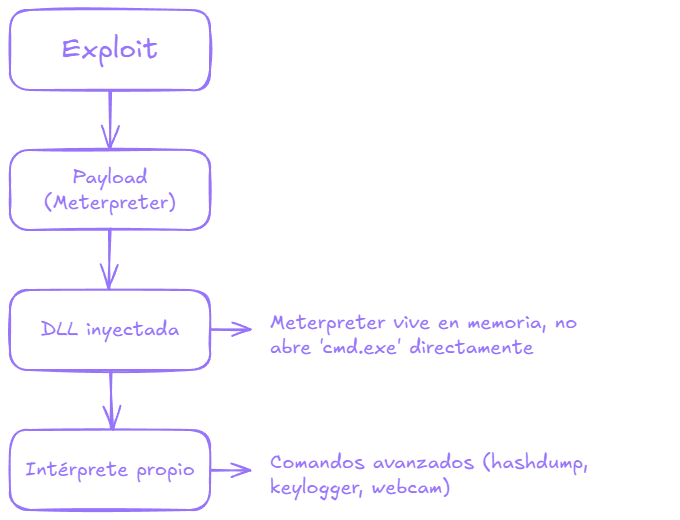 Exploit
Payload
(Meterpreter)
DLL inyectada
Meterpreter vive en memoria, no
abre 'cmd.exe' directamente
Intérprete propio
Comandos avanzados (hashdump,
keylogger, webcam)